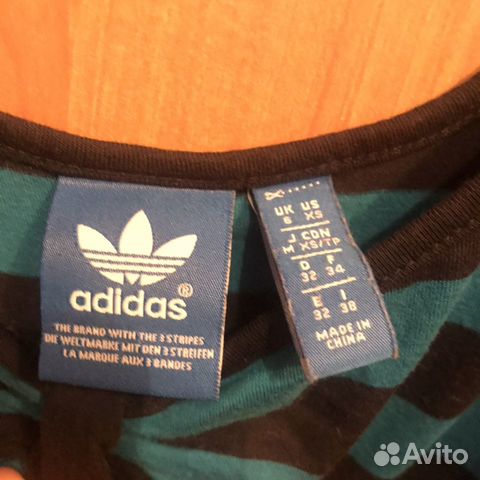 adidas®
THE BRAND WITH THE 3 STRIPES
DIE WELTMARKE MIT DEN 3 STREIFEN
LA MARQUE AUX 3 BANDES
UK US
6 XS
J CDN
M XS/TP
D F
32 34
E I
32 38
MADE IN
CHINA
Avito